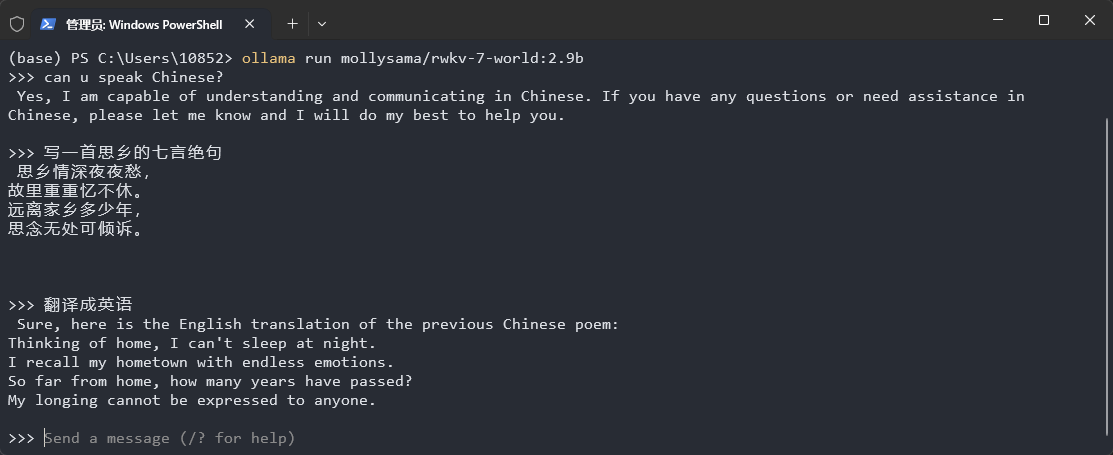 管理员: Windows PowerShell
(base) PS C:\Users\10852> ollama run mollysama/rwkv-7-world:2.9b
>>> can u speak Chinese?
Yes, I am capable of understanding and communicating in Chinese. If you have any questions or need assistance in
Chinese, please let me know and I will do my best to help you.
>>> 写一首思乡的七言绝句
思乡情深夜夜愁，
故里重重忆不休。
远离家乡多少年，
思念无处可倾诉。
>>> 翻译成英语
Sure, here is the English translation of the previous Chinese poem:
Thinking of home, I can't sleep at night.
I recall my hometown with endless emotions.
So far from home, how many years have passed?
My longing cannot be expressed to anyone.
>>> Send a message (/? for help)